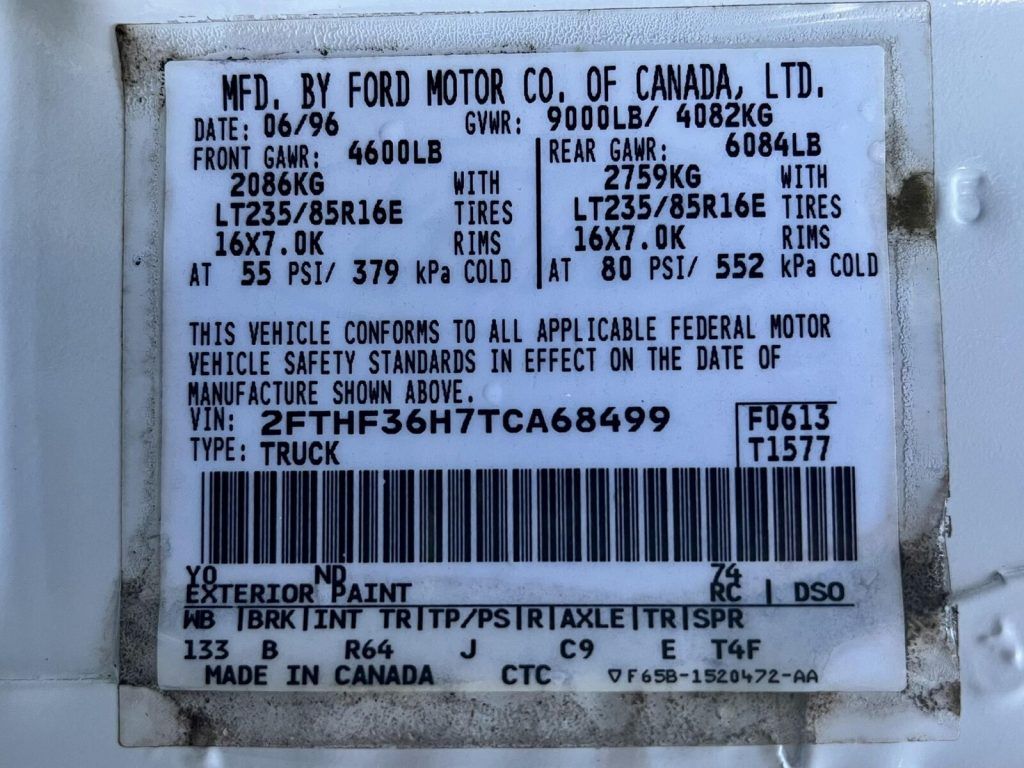 MFD. BY FORD MOTOR CO. OF CANADA, LTD.
DATE: 06/96 GVWR: 9000LB/ 4082KG
FRONT GAWR: 4600LB REAR GAWR: 6084LB
2086KG WITH 2759KG WITH
LT235/85R16E TIRES LT235/85R16E TIRES
16X7.0K RIMS 16X7.0K RIMS
AT 55 PSI/ 379 kPa COLD AT 80 PSI/ 552 kPa COLD
THIS VEHICLE CONFORMS TO ALL APPLICABLE FEDERAL MOTOR
VEHICLE SAFETY STANDARDS IN EFFECT ON THE DATE OF
MANUFACTURE SHOWN ABOVE.
VIN: 2FTHF36H7TCA68499 F0613
TYPE: TRUCK T1577
YO ND 74
EXTERIOR PAINT RC | DSO
WB |BRK|INT TR|TP/PS|R|AXLE|TR|SPR
133 B R64 J C9 E T4F
MADE IN CANADA CTC ▽F65B-1520472-AA